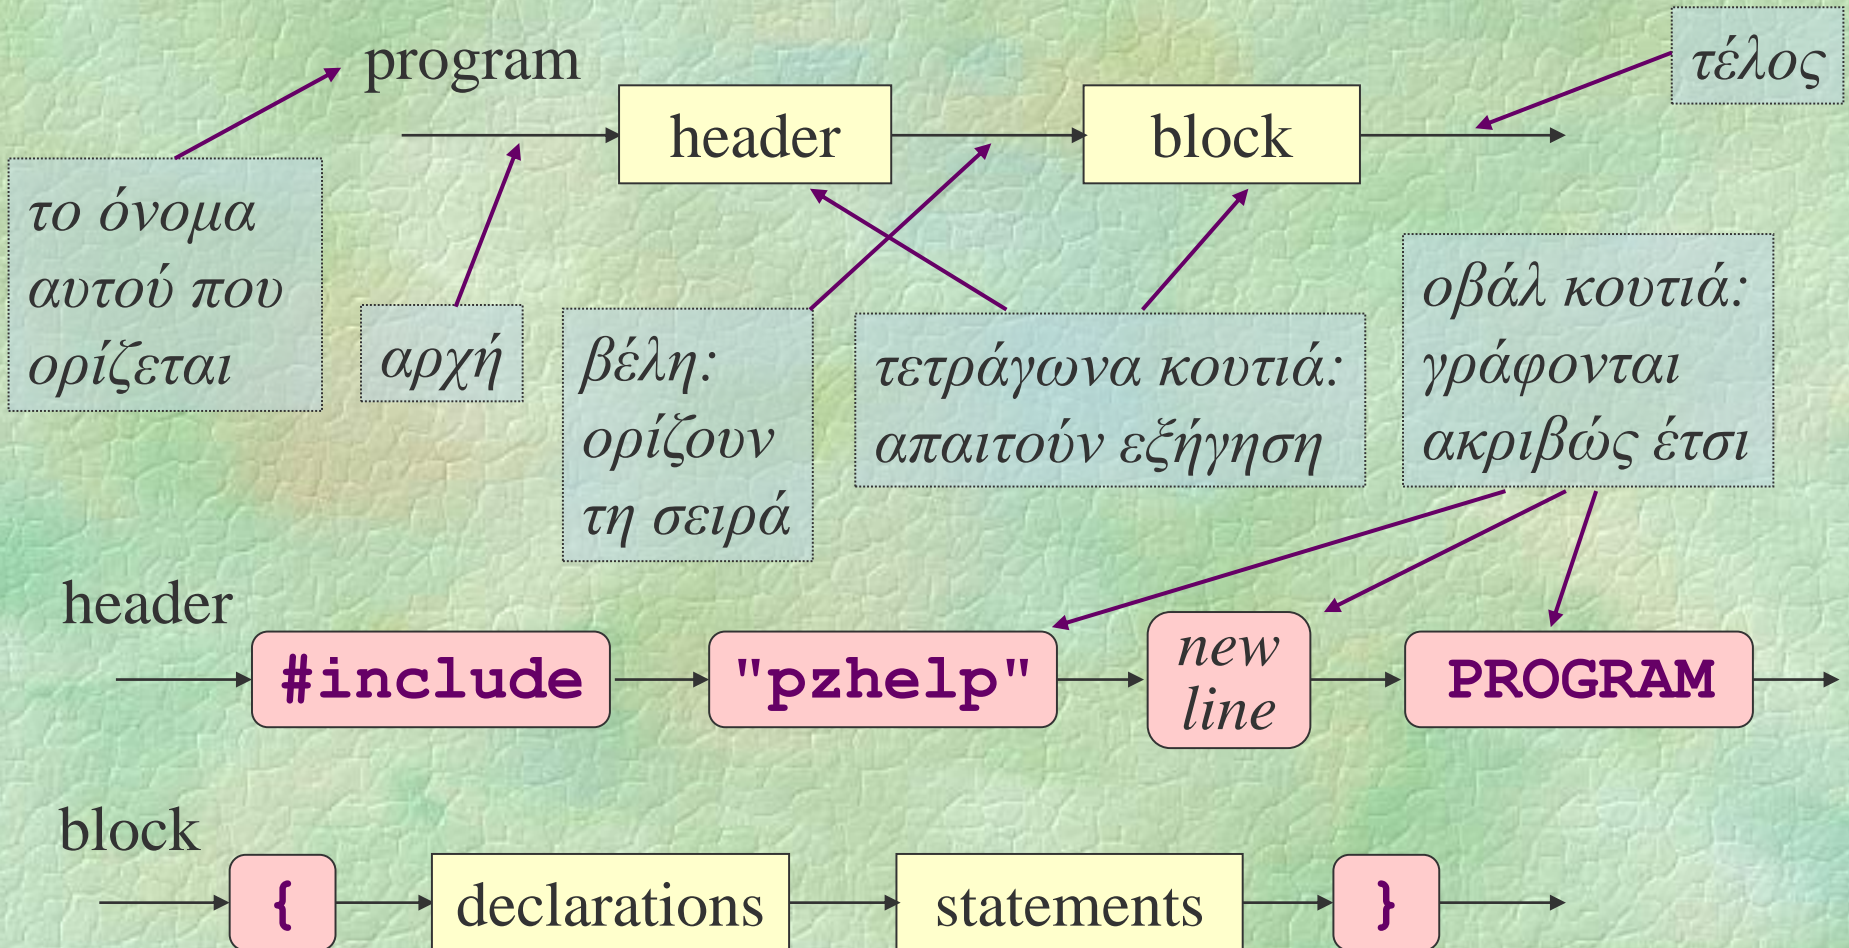 program
τέλος
header
block
το όνομα
αυτού που
ορίζεται
αρχή
βέλη:
ορίζουν
τη σειρά
τετράγωνα κουτιά:
απαιτούν εξήγηση
οβάλ κουτιά:
γράφονται
ακριβώς έτσι
header
#include
"pzhelp"
new
line
PROGRAM
block
{
declarations
statements
}